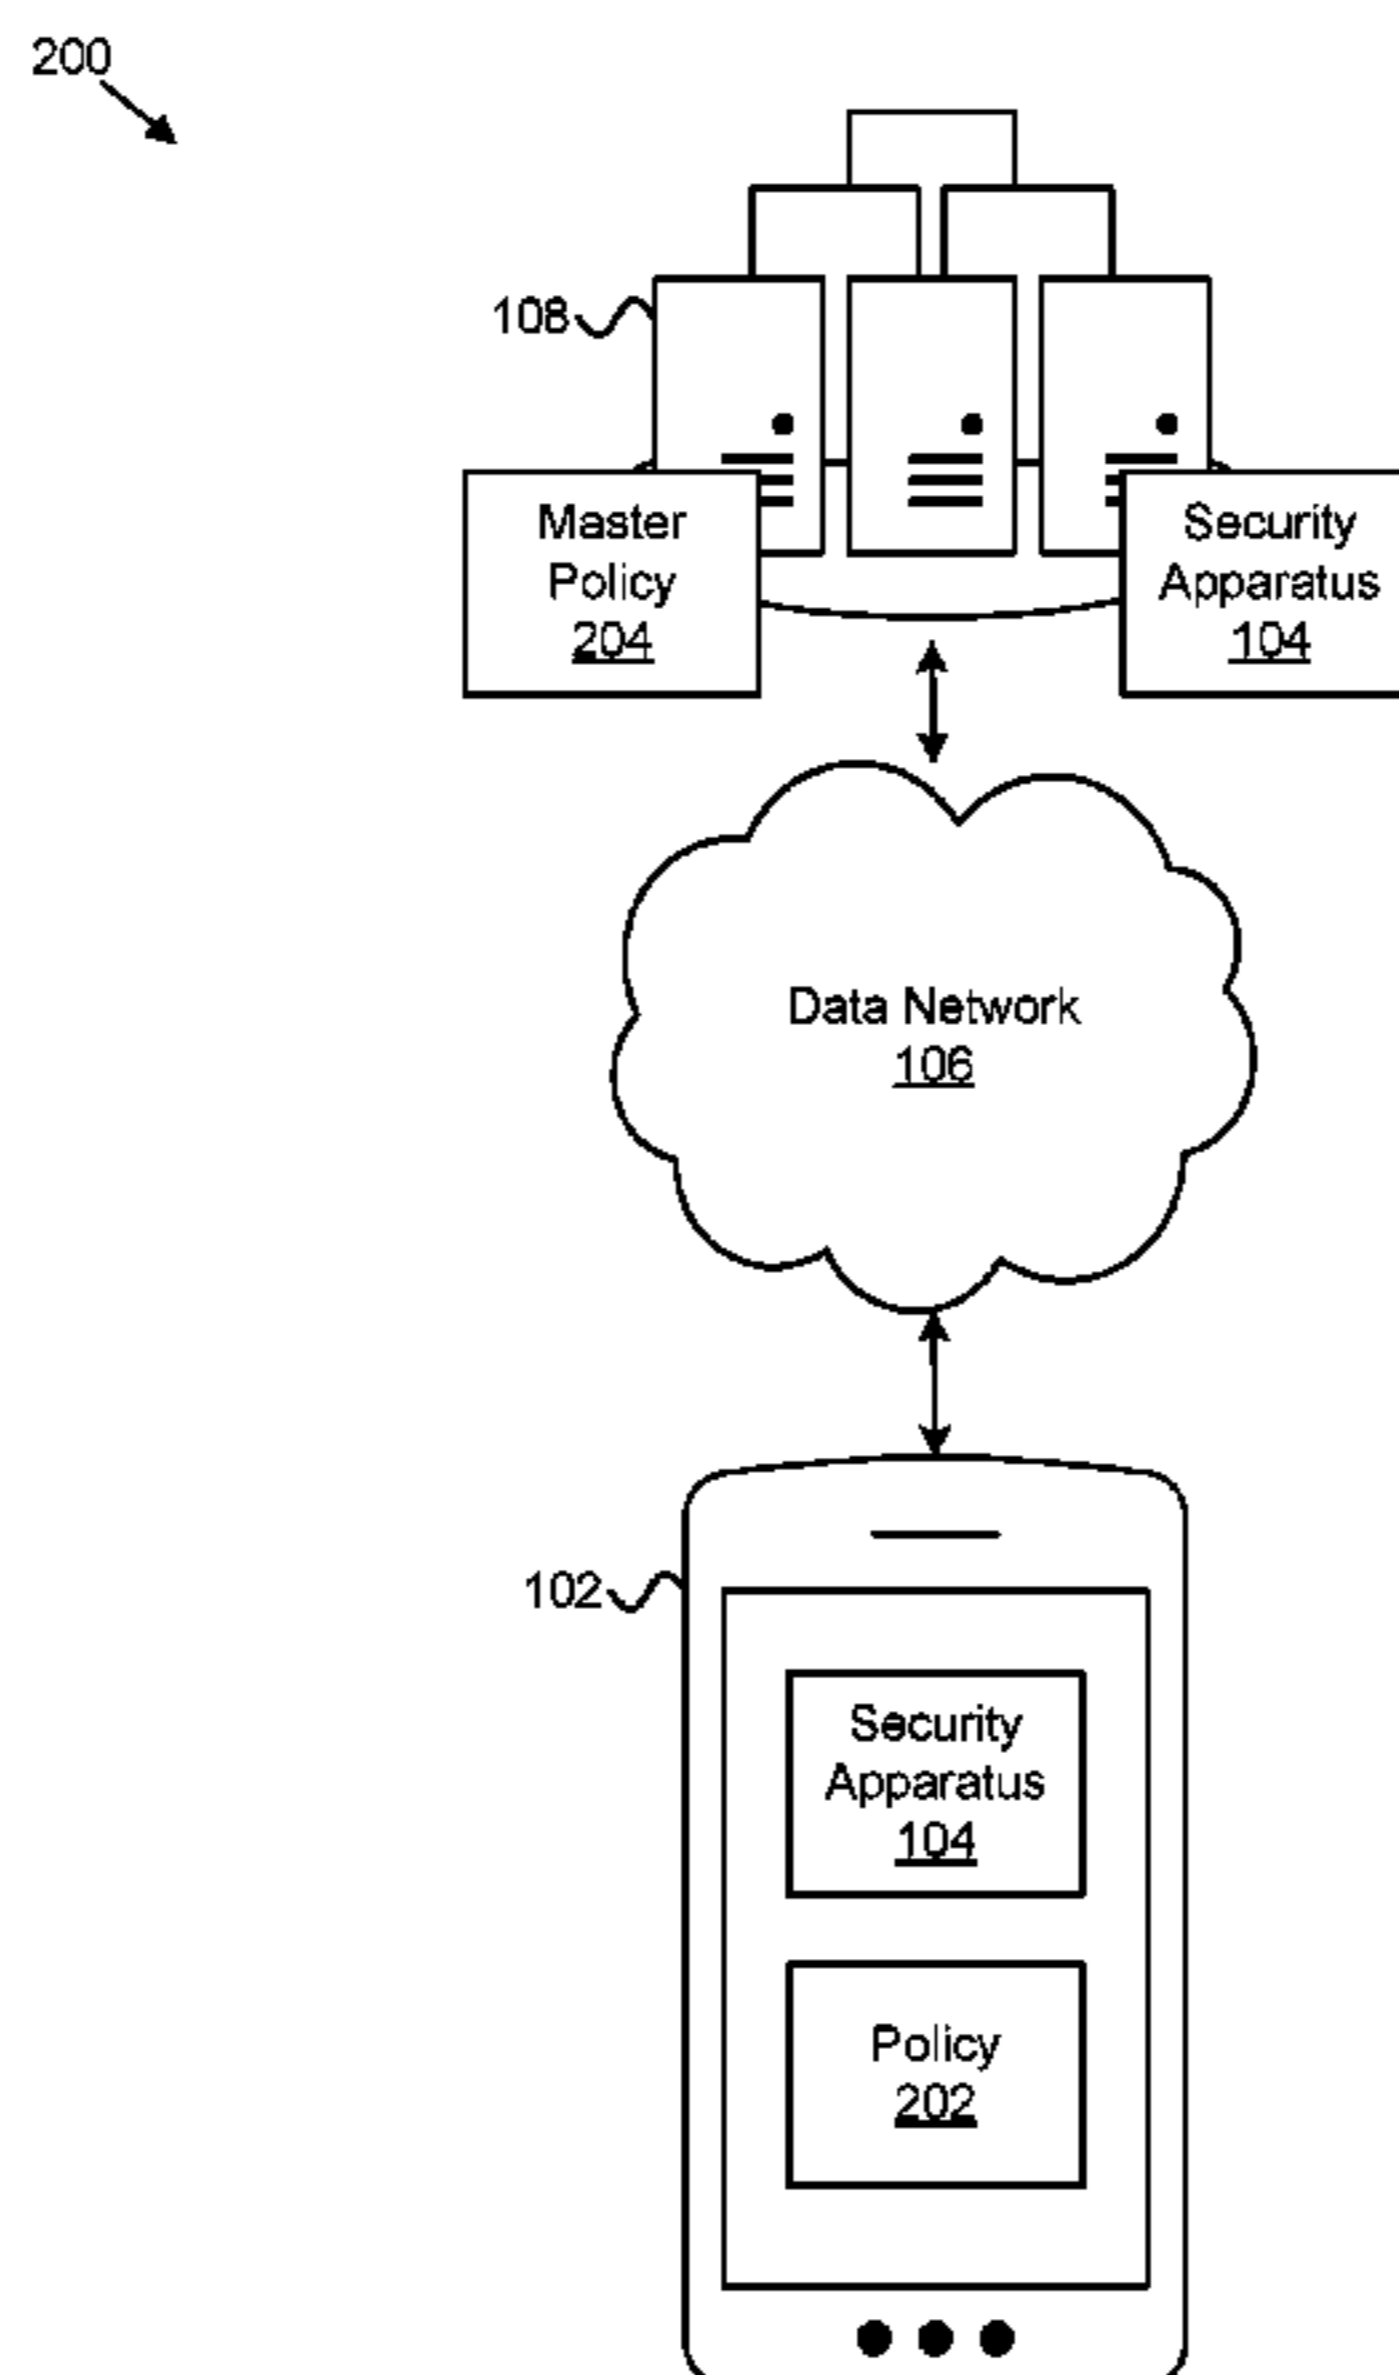 200
108
Master
Policy
204
Security
Apparatus
104
Data Network
106
102
Security
Apparatus
104
Policy
202